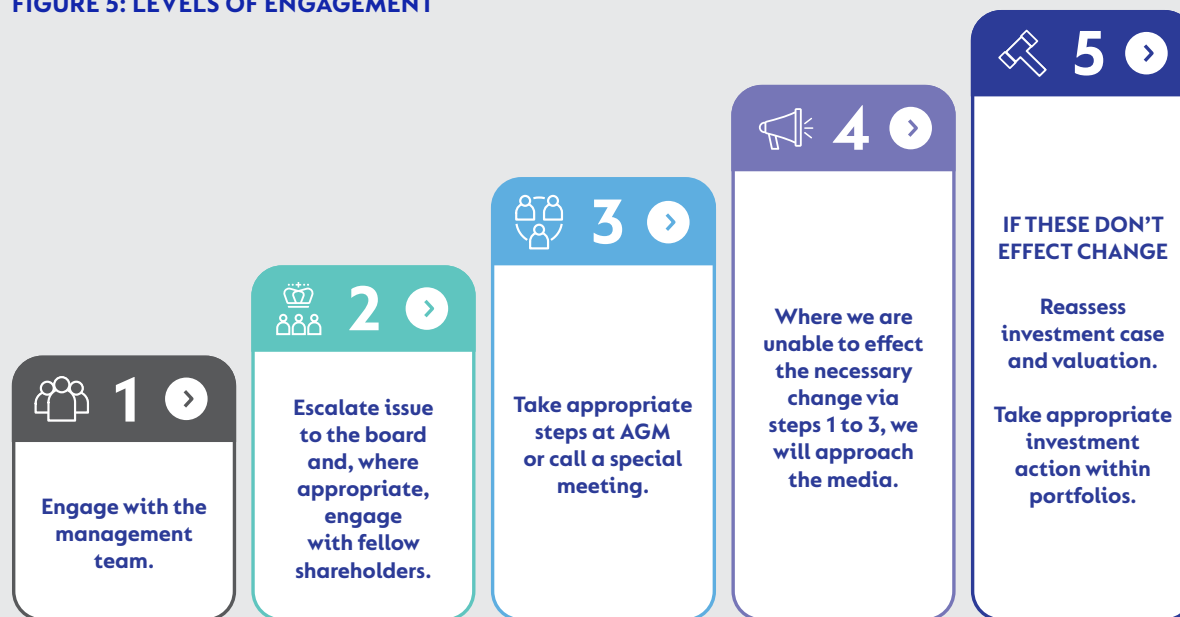 FIGURE 5: LEVELS OF ENGAGEMENT
1
Engage with the
management
team.
2
Escalate issue
to the board
and, where
appropriate,
engage
with fellow
shareholders.
3
Take appropriate
steps at AGM
or call a special
meeting.
4
Where we are
unable to effect
the necessary
change via
steps 1 to 3, we
will approach
the media.
5
IF THESE DON’T
EFFECT CHANGE
Reassess
investment case
and valuation.
Take appropriate
investment
action within
portfolios.